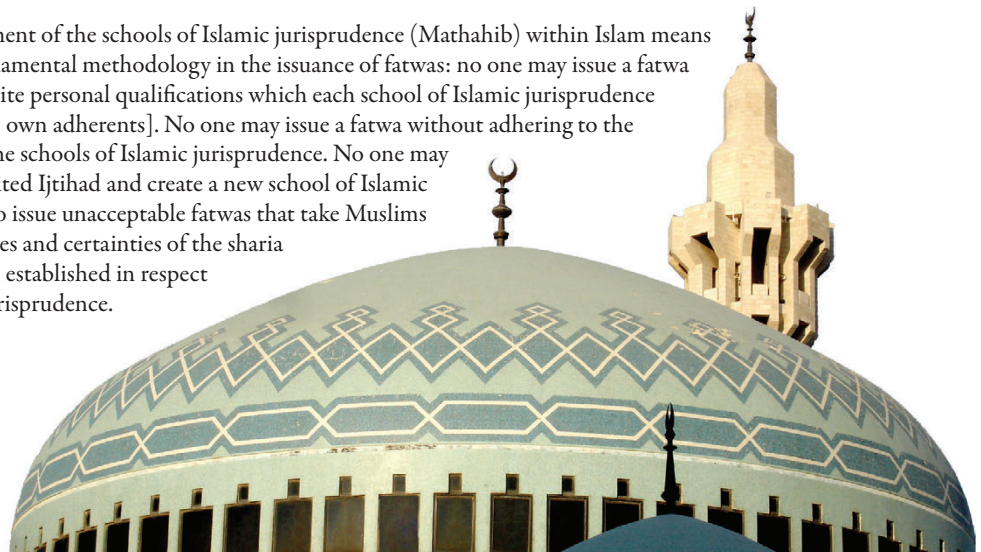 ment of the schools of Islamic jurisprudence (Mathahib) within Islam means
lamental methodology in the issuance of fatwas: no one may issue a fatwa
ite personal qualifications which each school of Islamic jurisprudence
own adherents]. No one may issue a fatwa without adhering to the
he schools of Islamic jurisprudence. No one may
ited Ijtihad and create a new school of Islamic
o issue unacceptable fatwas that take Muslims
es and certainties of the sharia
established in respect
risprudence.